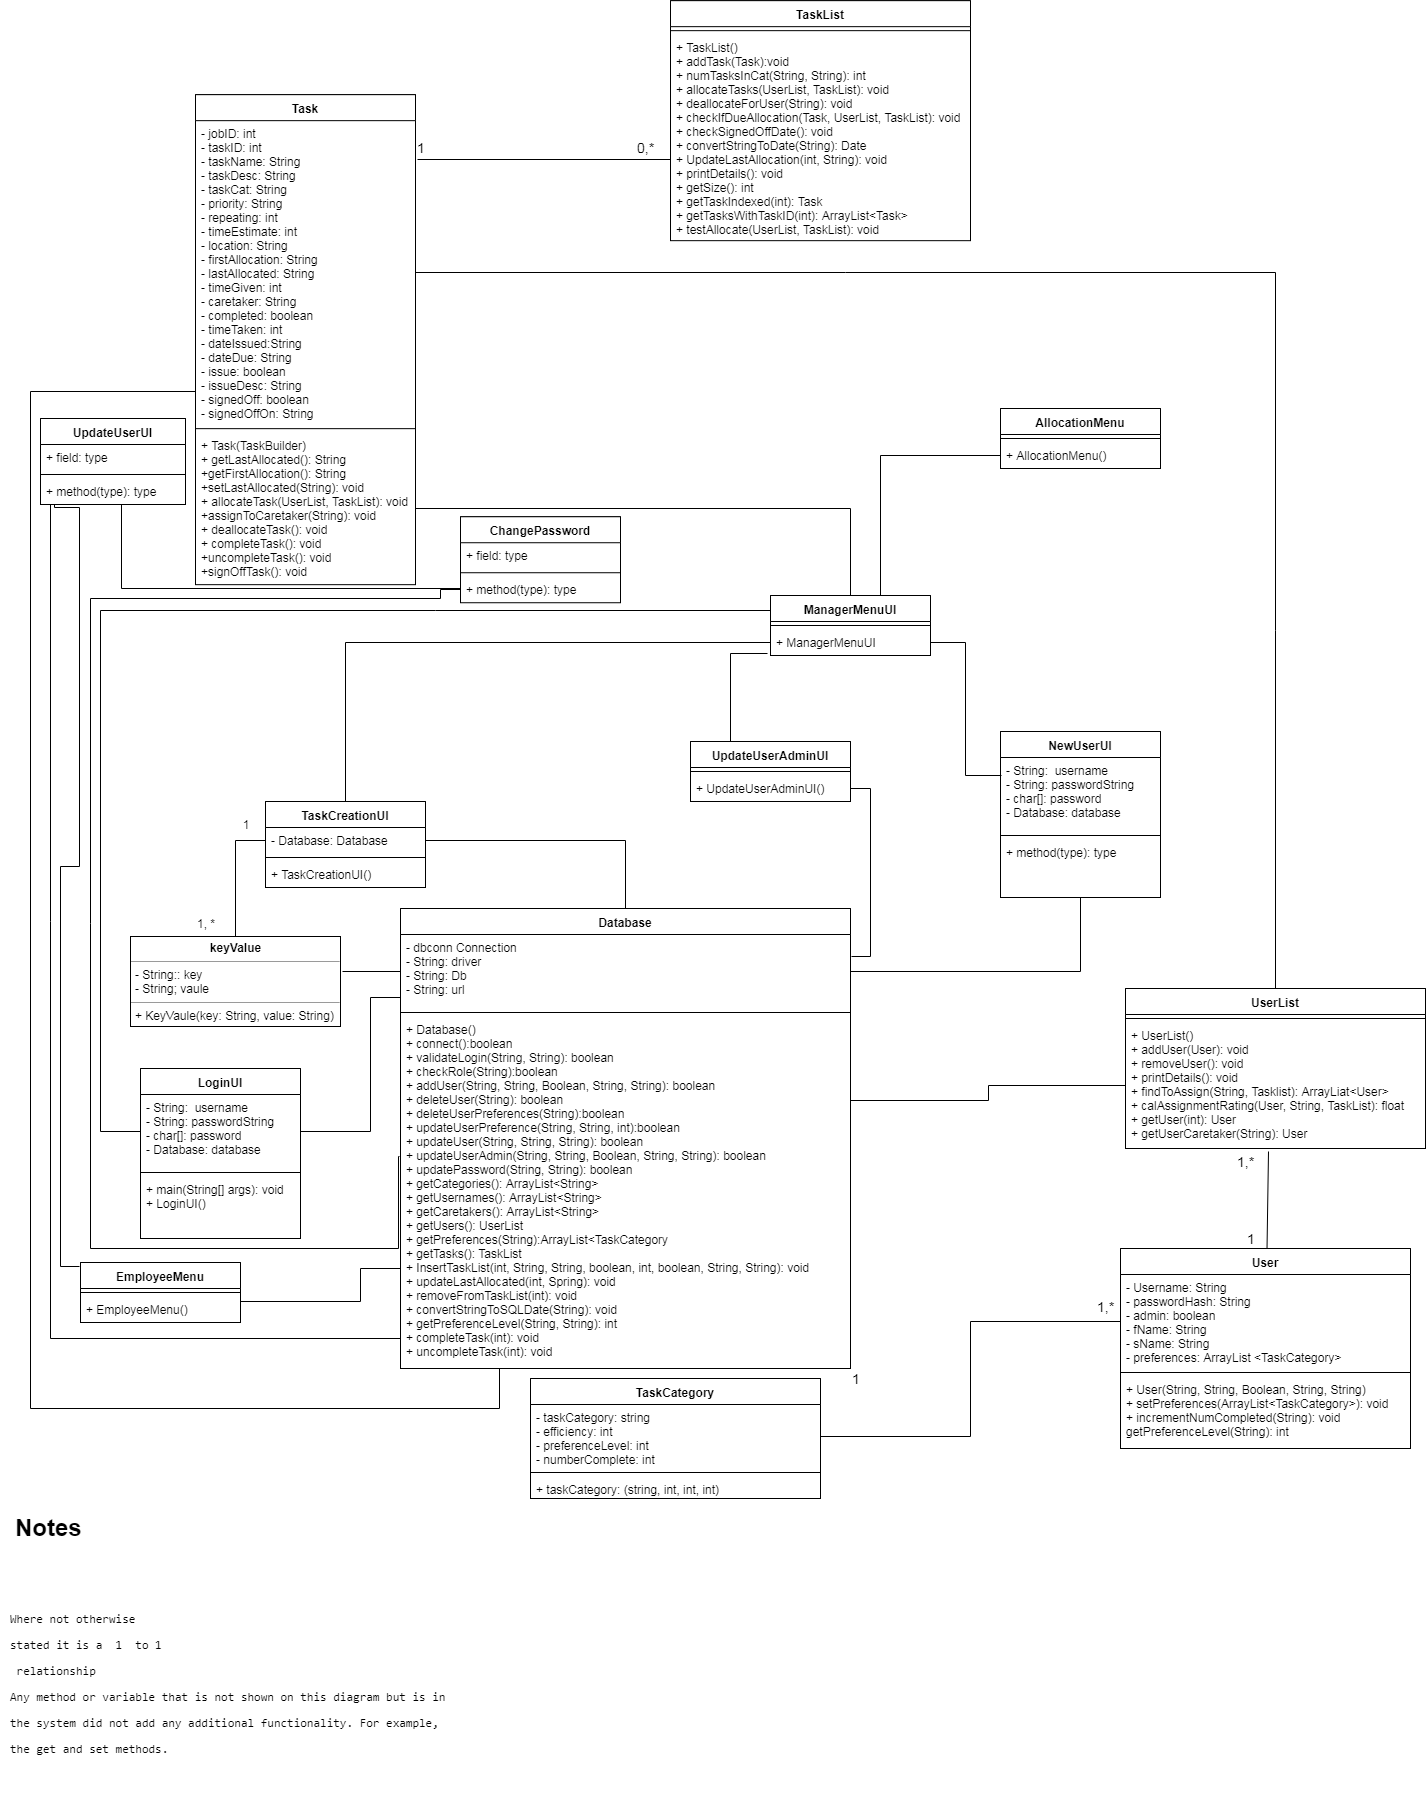 TaskList
+ TaskList()
+ addTask(Task):void
+ numTasksInCat(String, String): int
+ allocateTasks(UserList, TaskList): void
+ deallocateForUser(String): void
+ checkIfDueAllocation(Task, UserList, TaskList): void
+ checkSignedOffDate(): void
+ convertStringToDate(String): Date
+ UpdateLastAllocation(int, String): void
+ printDetails(): void
+ getSize(): int
+ getTaskIndexed(int): Task
+ getTasksWithTaskID(int): ArrayList<Task>
+ testAllocate(UserList, TaskList): void
Task
- jobID: int
- taskID: int
- taskName: String
- taskDesc: String
- taskCat: String
- priority: String
- repeating: int
- timeEstimate: int
- location: String
- firstAllocation: String
- lastAllocated: String
- timeGiven: int
- caretaker: String
- completed: boolean
- timeTaken: int
- dateIssued:String
- dateDue: String
- issue: boolean
- issueDesc: String
- signedOff: boolean
- signedOffOn: String
+ Task(TaskBuilder)
+ getLastAllocated(): String
+getFirstAllocation(): String
+setLastAllocated(String): void
+ allocateTask(UserList, TaskList): void
+assignToCaretaker(String): void
+ deallocateTask(): void
+ completeTask(): void
+uncompleteTask(): void
+signOffTask(): void
1
0,*
UpdateUserUI
+ field: type
+ method(type): type
AllocationMenu
+ AllocationMenu()
ChangePassword
+ field: type
+ method(type): type
ManagerMenuUI
+ ManagerMenuUI
UpdateUserAdminUI
+ UpdateUserAdminUI()
NewUserUI
- String:  username
- String: passwordString
- char[]: password
- Database: database
+ method(type): type
TaskCreationUI
- Database: Database
+ TaskCreationUI()
1
1, *
keyValue
- String:: key
- String; vaule
+ KeyVaule(key: String, value: String)
Database
- dbconn Connection
- String: driver
- String: Db
- String: url
+ Database()
+ connect():boolean
+ validateLogin(String, String): boolean
+ checkRole(String):boolean
+ addUser(String, String, Boolean, String, String): boolean
+ deleteUser(String): boolean
+ deleteUserPreferences(String):boolean
+ updateUserPreference(String, String, int):boolean
+ updateUser(String, String, String): boolean
+ updateUserAdmin(String, String, Boolean, String, String): boolean
+ updatePassword(String, String): boolean
+ getCategories(): ArrayList<String>
+ getUsernames(): ArrayList<String>
+ getCaretakers(): ArrayList<String>
+ getUsers(): UserList
+ getPreferences(String):ArrayList<TaskCategory
+ getTasks(): TaskList
+ InsertTaskList(int, String, String, boolean, int, boolean, String, String): void
+ updateLastAllocated(int, Spring): void
+ removeFromTaskList(int): void
+ convertStringToSQLDate(String): void
+ getPreferenceLevel(String, String): int
+ completeTask(int): void
+ uncompleteTask(int): void
UserList
+ UserList()
+ addUser(User): void
+ removeUser(): void
+ printDetails(): void
+ findToAssign(String, Tasklist): ArrayLiat<User>
+ calAssignmentRating(User, String, TaskList): float
+ getUser(int): User
+ getUserCaretaker(String): User
1,*
1
LoginUI
- String:  username
- String: passwordString
- char[]: password
- Database: database
+ main(String[] args): void
+ LoginUI()
EmployeeMenu
+ EmployeeMenu()
User
- Username: String
- passwordHash: String
- admin: boolean
- fName: String
- sName: String
- preferences: ArrayList <TaskCategory>
+ User(String, String, Boolean, String, String)
+ setPreferences(ArrayList<TaskCategory>): void
+ incrementNumCompleted(String): void
getPreferenceLevel(String): int
1,*
1
TaskCategory
- taskCategory: string
- efficiency: int
- preferenceLevel: int
- numberComplete: int
+ taskCategory: (string, int, int, int)
Notes
Where not otherwise
stated it is a  1  to 1
relationship
Any method or variable that is not shown on this diagram but is in
the system did not add any additional functionality. For example,
the get and set methods.